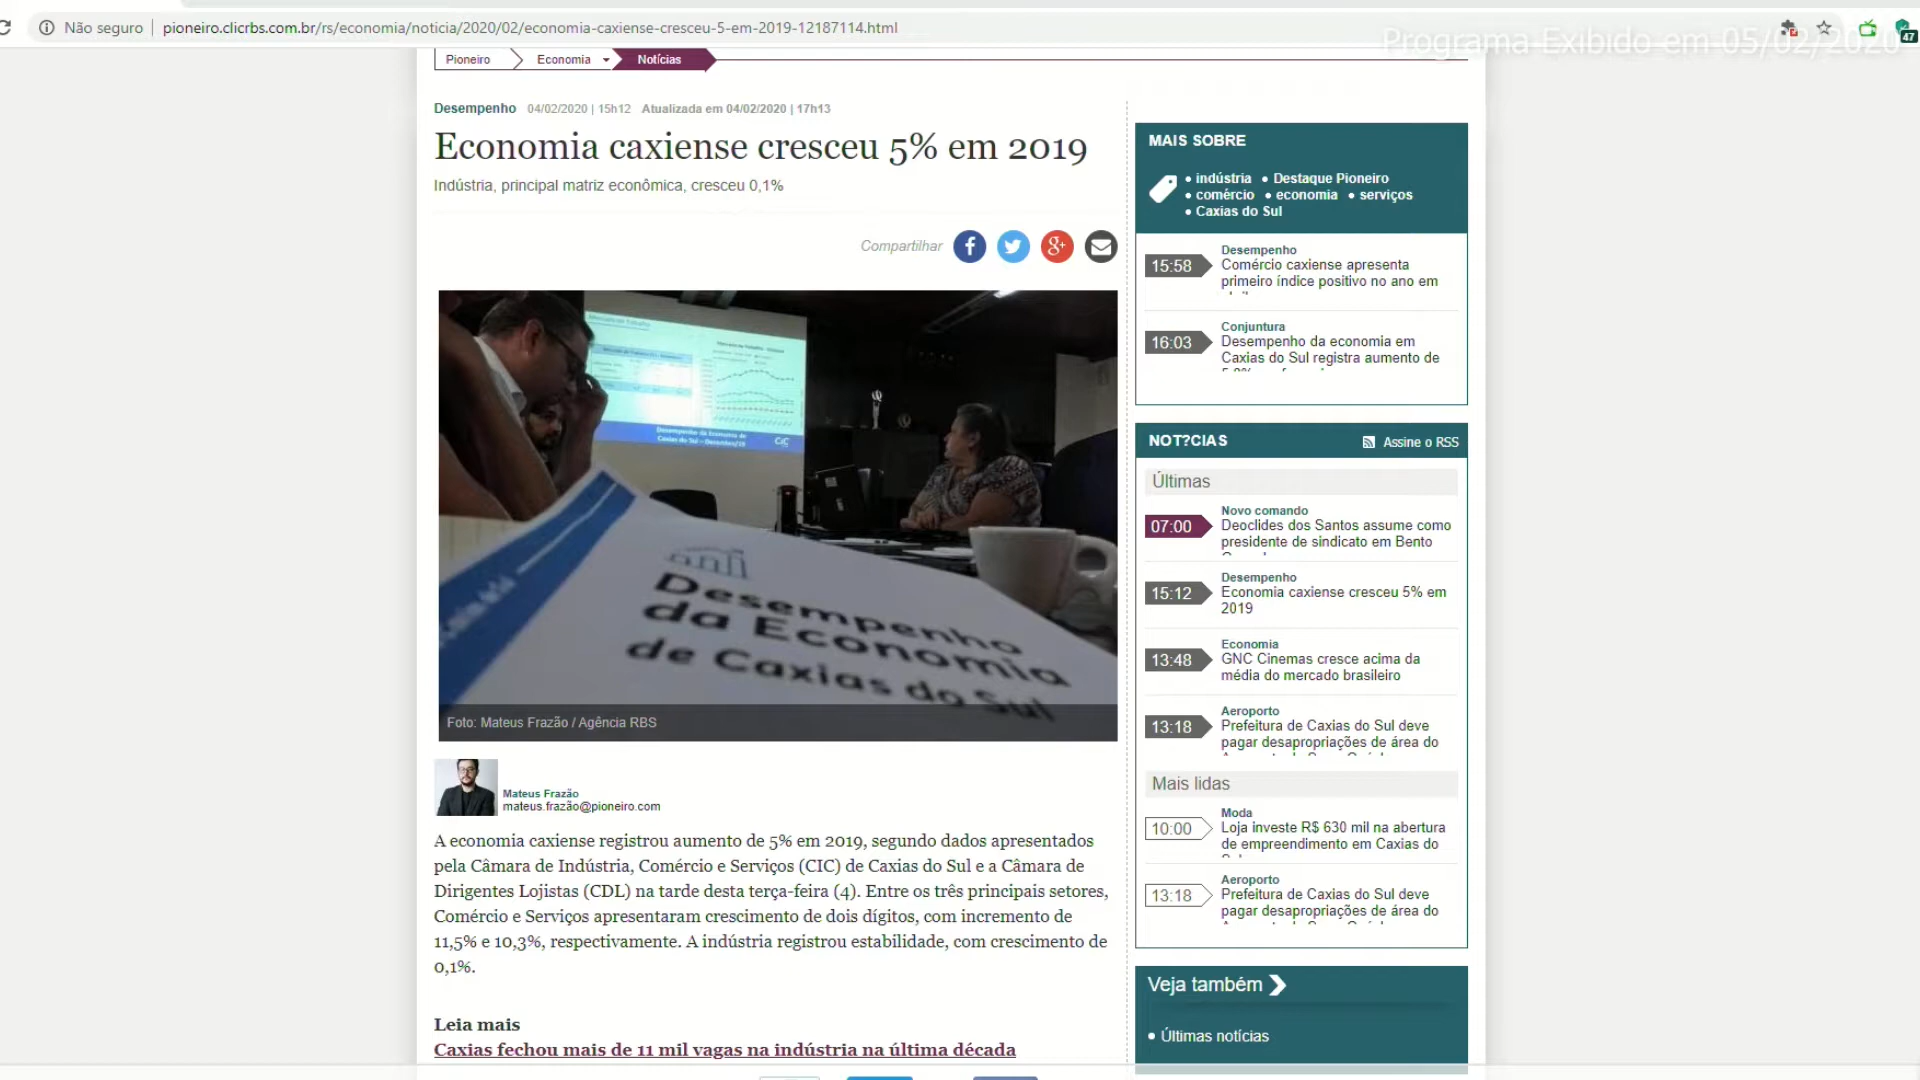 Não seguro
pioneiro.clicrbs.com.br/rs/economia/noticia/2020/02/economia-caxiense-cresceu-5-em-2019-12187114.html
Programa Exibido em 05/02/2020
47
Pioneiro
Economia
Notícias
Desempenho 04/02/2020 | 15h12 Atualizada em 04/02/2020 | 17h13
Economia caxiense cresceu 5% em 2019
Indústria, principal matriz econômica, cresceu 0,1%
Compartilhar
Desempenho da Economia de
Caxias do Sul – Dezembro/19
CIC
Desempenho
da Economia
de Caxias do Sul
Foto: Mateus Frazão / Agência RBS
Mateus Frazão
mateus.frazão@pioneiro.com
A economia caxiense registrou aumento de 5% em 2019, segundo dados apresentados
pela Câmara de Indústria, Comércio e Serviços (CIC) de Caxias do Sul e a Câmara de
Dirigentes Lojistas (CDL) na tarde desta terça-feira (4). Entre os três principais setores,
Comércio e Serviços apresentaram crescimento de dois dígitos, com incremento de
11,5% e 10,3%, respectivamente. A indústria registrou estabilidade, com crescimento de
0,1%.
Leia mais
Caxias fechou mais de 11 mil vagas na indústria na última década
MAIS SOBRE
• indústria • Destaque Pioneiro
• comércio • economia • serviços
• Caxias do Sul
Desempenho
15:58
Comércio caxiense apresenta
primeiro índice positivo no ano em
Conjuntura
16:03
Desempenho da economia em
Caxias do Sul registra aumento de
NOT?CIAS
Assine o RSS
Últimas
Novo comando
07:00
Deoclides dos Santos assume como
presidente de sindicato em Bento
Desempenho
15:12
Economia caxiense cresceu 5% em
2019
Economia
13:48
GNC Cinemas cresce acima da
média do mercado brasileiro
Aeroporto
13:18
Prefeitura de Caxias do Sul deve
pagar desapropriações de área do
Mais lidas
Moda
10:00
Loja investe R$ 630 mil na abertura
de empreendimento em Caxias do
Aeroporto
13:18
Prefeitura de Caxias do Sul deve
pagar desapropriações de área do
Veja também
• Últimas notícias